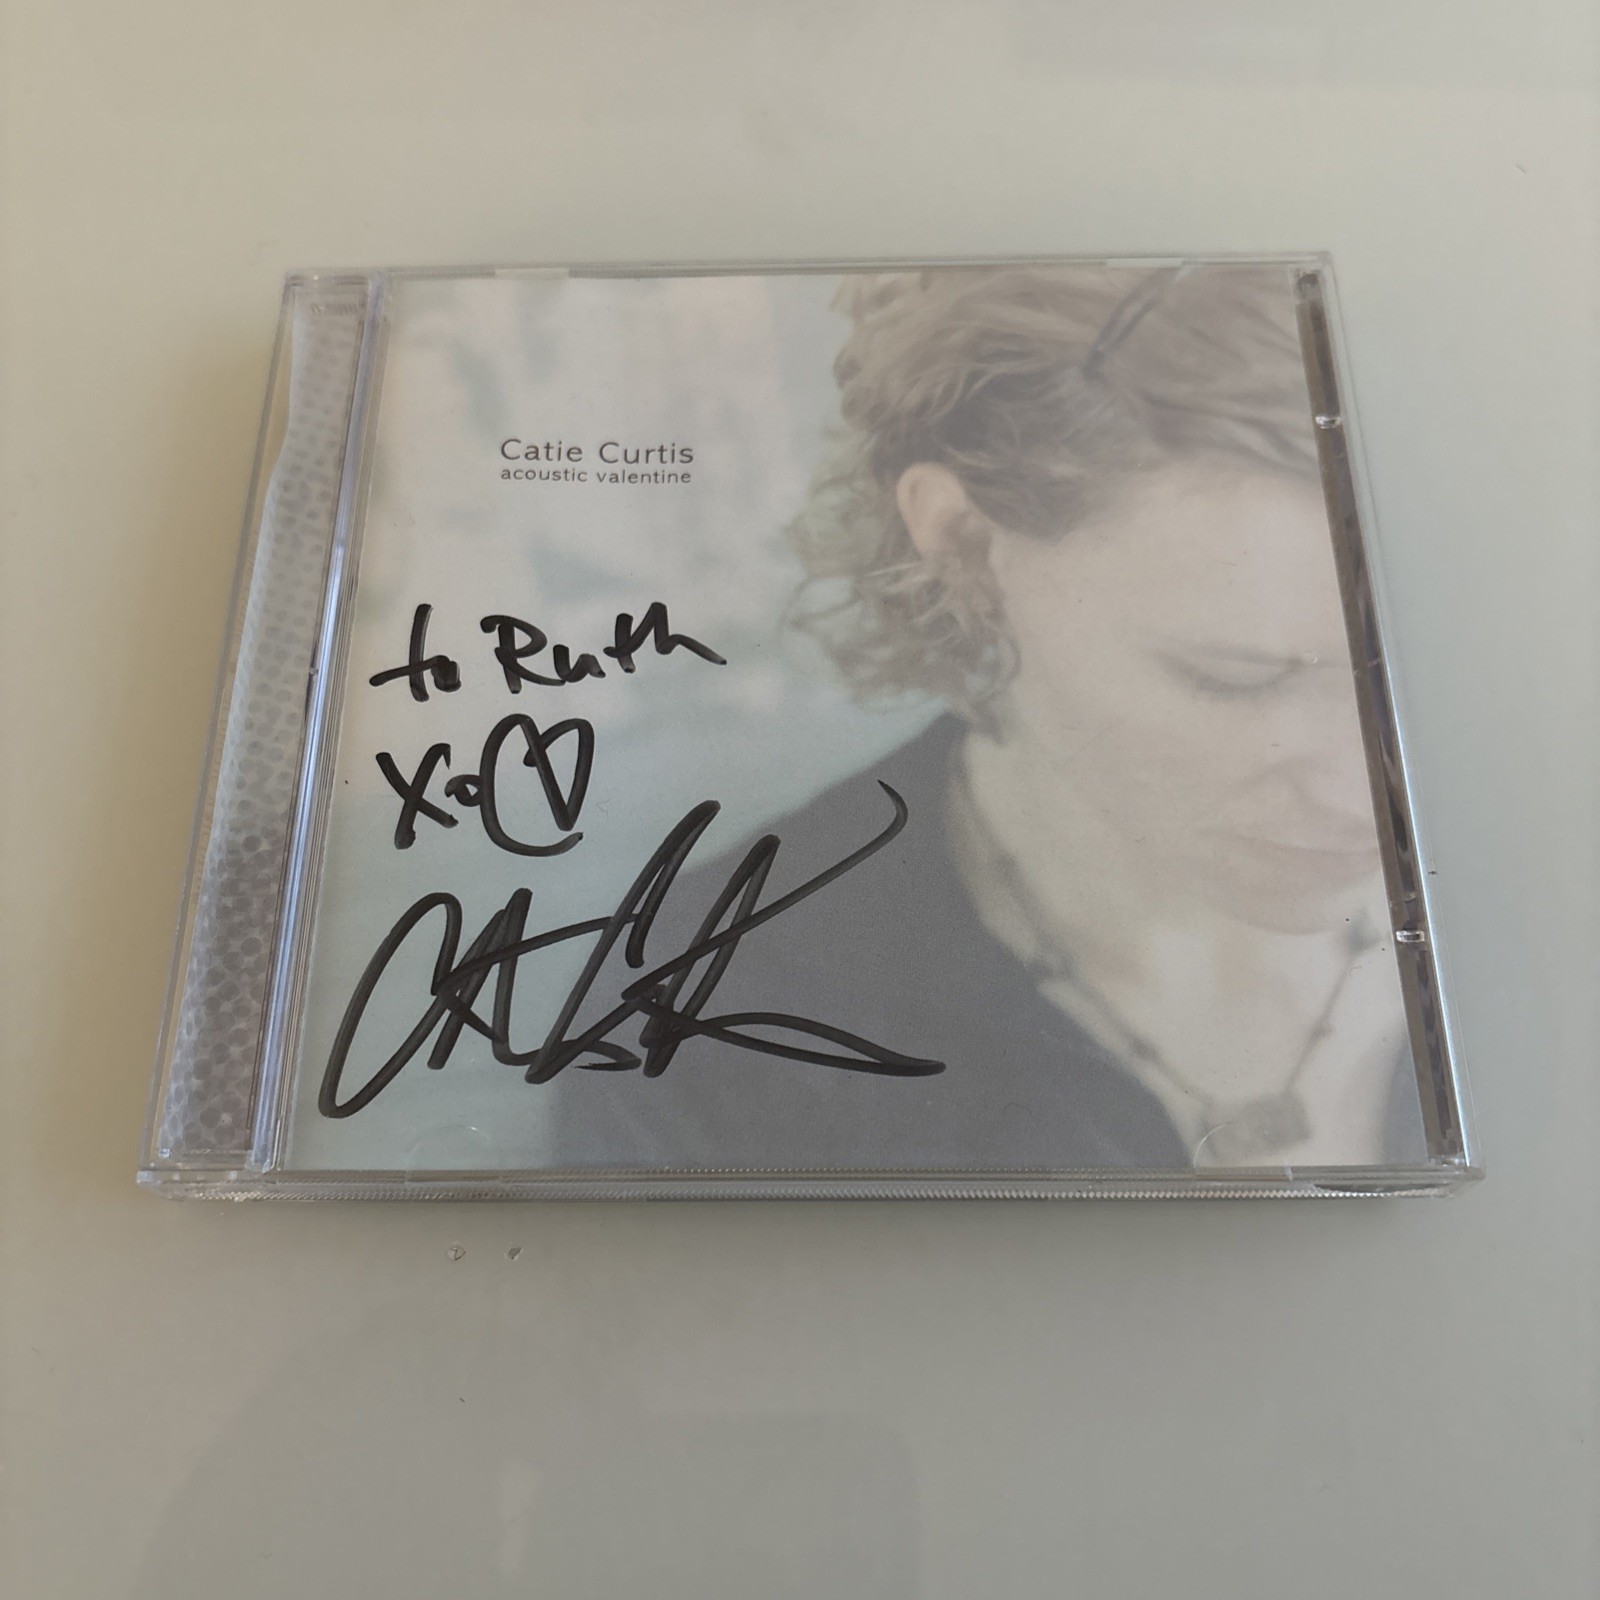 Catie Curtis
acoustic valentine
to Ruth
xo